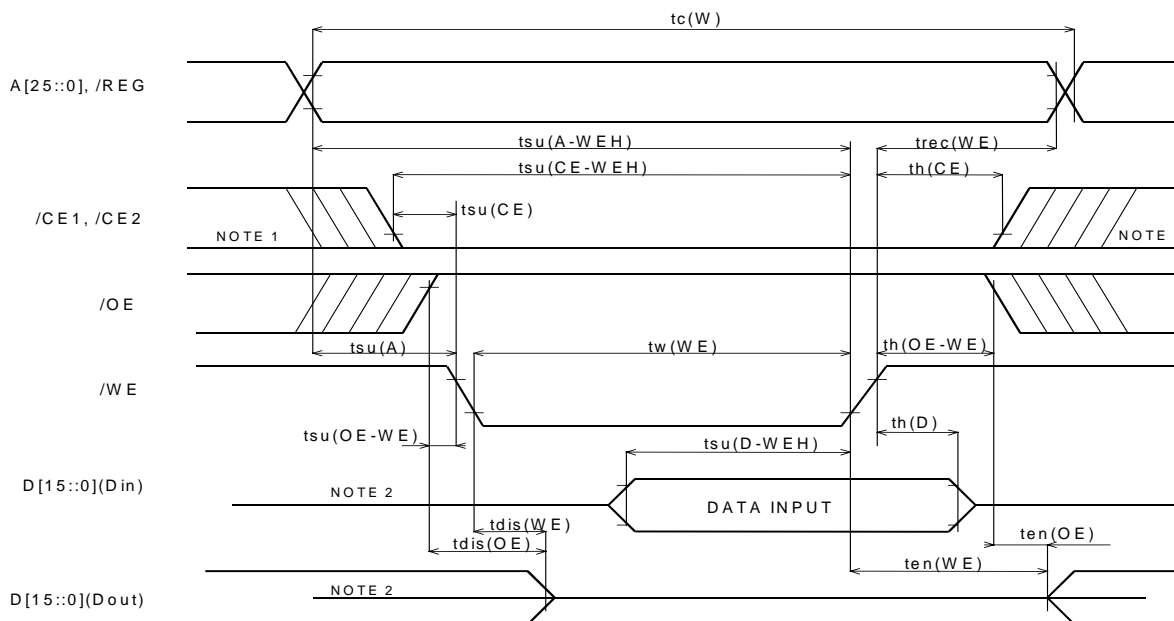 tc(W)
A[25::0], /REG
tsu(A-WEH)
trec(WE)
tsu(CE-WEH)
th(CE)
/CE1, /CE2
tsu(CE)
NOTE 1
NOTE
/OE
tsu(A)
tw(WE)
th(OE-WE)
/WE
tsu(OE-WE)
tsu(D-WEH)
th(D)
D[15::0](Din)
NOTE 2
DATA INPUT
tdis(WE)
tdis(OE)
ten(OE)
ten(WE)
D[15::0](Dout)
NOTE 2